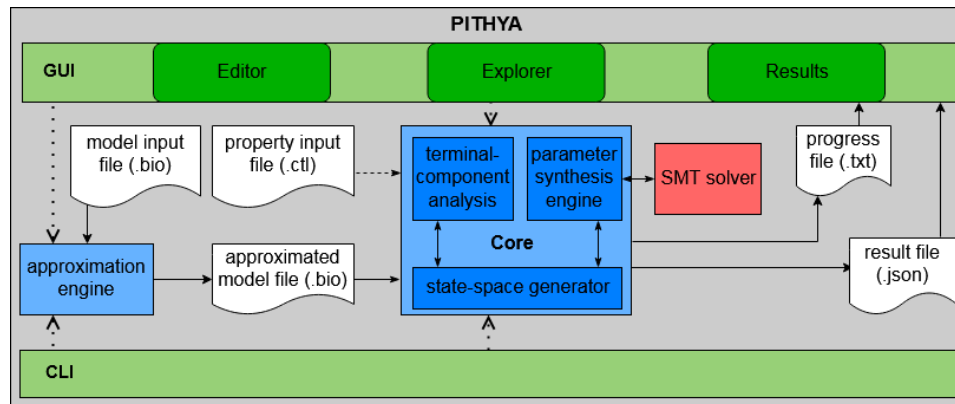 PITHYA
GUI
Editor
Explorer
Results
model input
file (.bio)
property input
file (.ctl)
terminal-
component
analysis
parameter
synthesis
engine
SMT solver
progress
file (.txt)
Core
approximation
engine
approximated
model file (.bio)
state-space generator
result file
(.json)
CLI